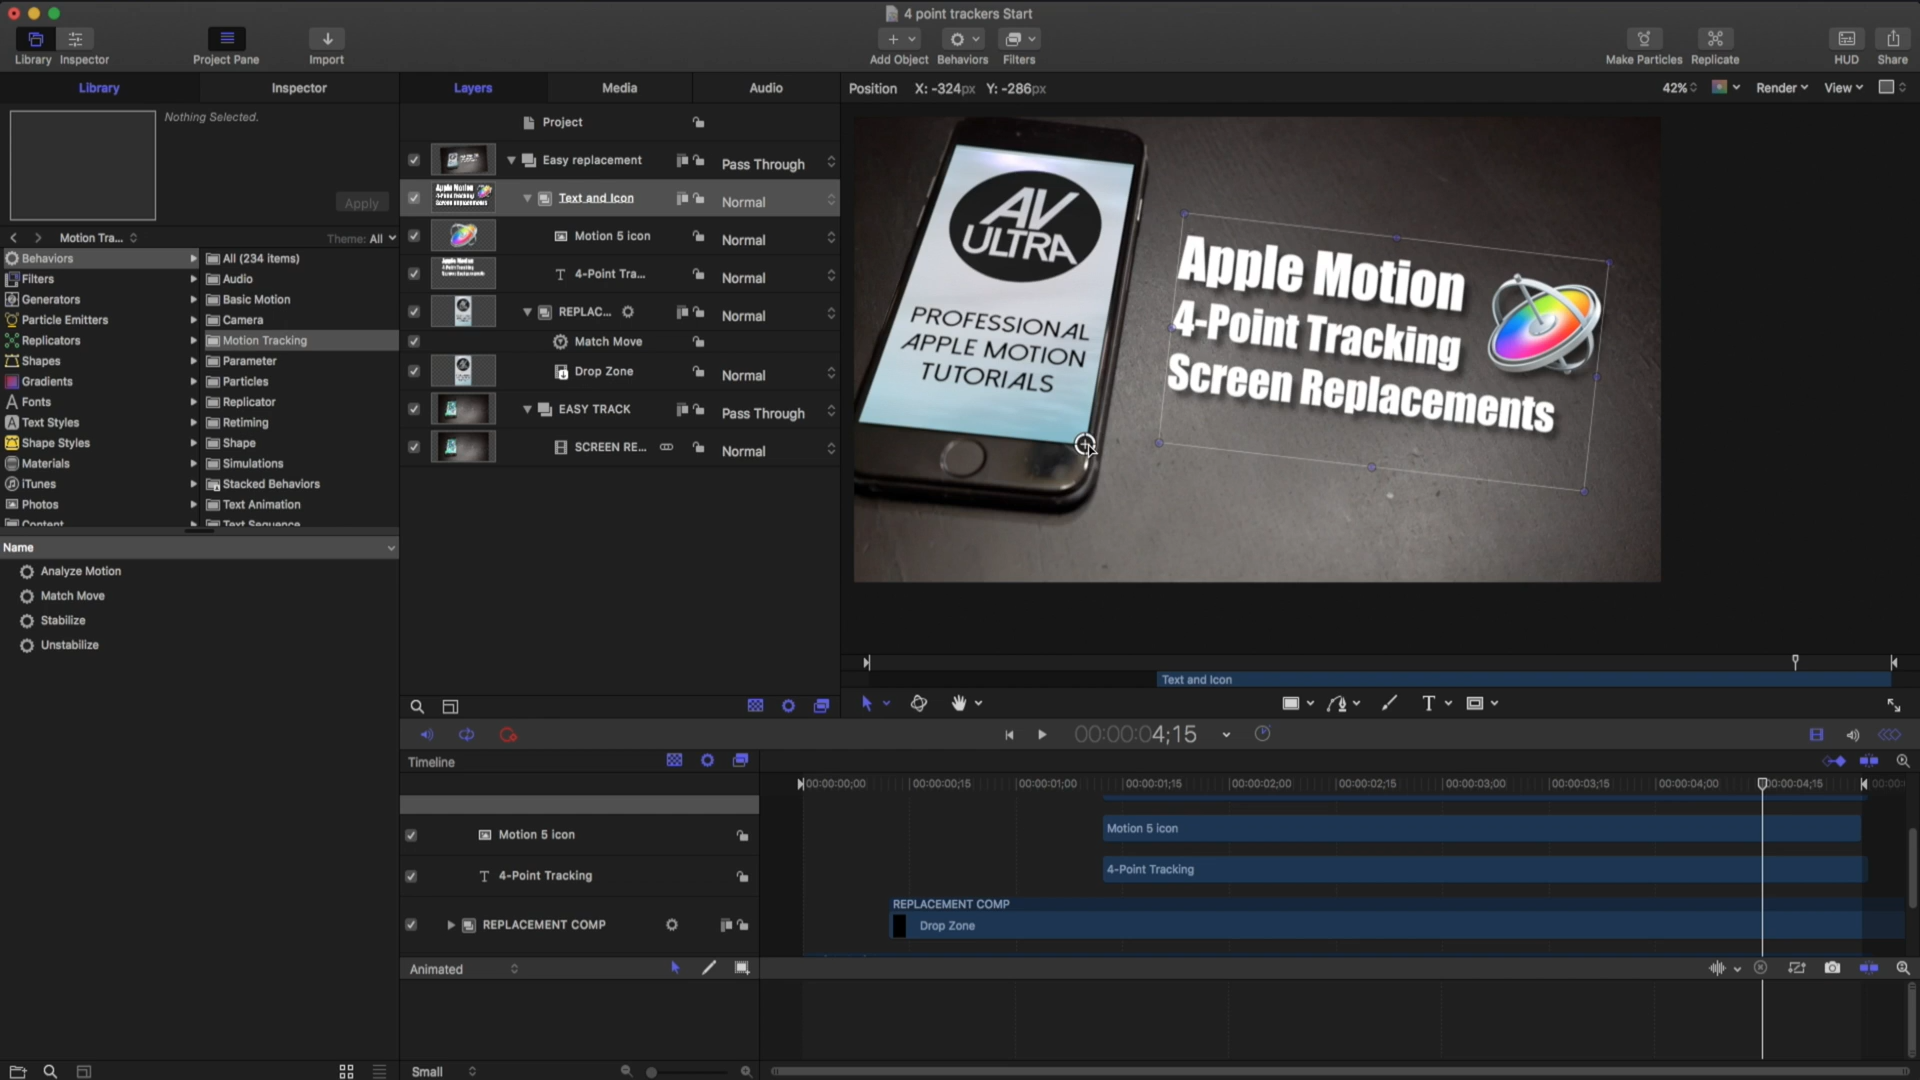 4 point trackers Start
Library
Inspector
Project Pane
Import
Add Object
Behaviors
Filters
Make Particles
Replicate
HUD
Share
Library
Inspector
Layers
Media
Audio
Position X: -324px Y: -286px
42%
Render
View
Nothing Selected.
Apply
Motion Tra...
Theme: All
Behaviors
Filters
Generators
Particle Emitters
Replicators
Shapes
Gradients
Fonts
Text Styles
Shape Styles
Materials
iTunes
Photos
Content
All (234 items)
Audio
Basic Motion
Camera
Motion Tracking
Parameter
Particles
Replicator
Retiming
Shape
Simulations
Stacked Behaviors
Text Animation
Text Sequence
Name
Analyze Motion
Match Move
Stabilize
Unstabilize
Project
Easy replacement
Pass Through
Text and Icon
Normal
Motion 5 icon
Normal
4-Point Tra...
Normal
REPLAC...
Normal
Match Move
Drop Zone
Normal
EASY TRACK
Pass Through
SCREEN RE...
Normal
AV
ULTRA
PROFESSIONAL
APPLE MOTION
TUTORIALS
Apple Motion
4-Point Tracking
Screen Replacements
Text and Icon
00:00:04;15
Timeline
00:00:00;00
00:00:00;15
00:00:01;00
00:00:01;15
00:00:02;00
00:00:02;15
00:00:03;00
00:00:03;15
00:00:04;00
00:00:04;15
Motion 5 icon
Motion 5 icon
4-Point Tracking
4-Point Tracking
REPLACEMENT COMP
REPLACEMENT COMP
Drop Zone
Animated
Small